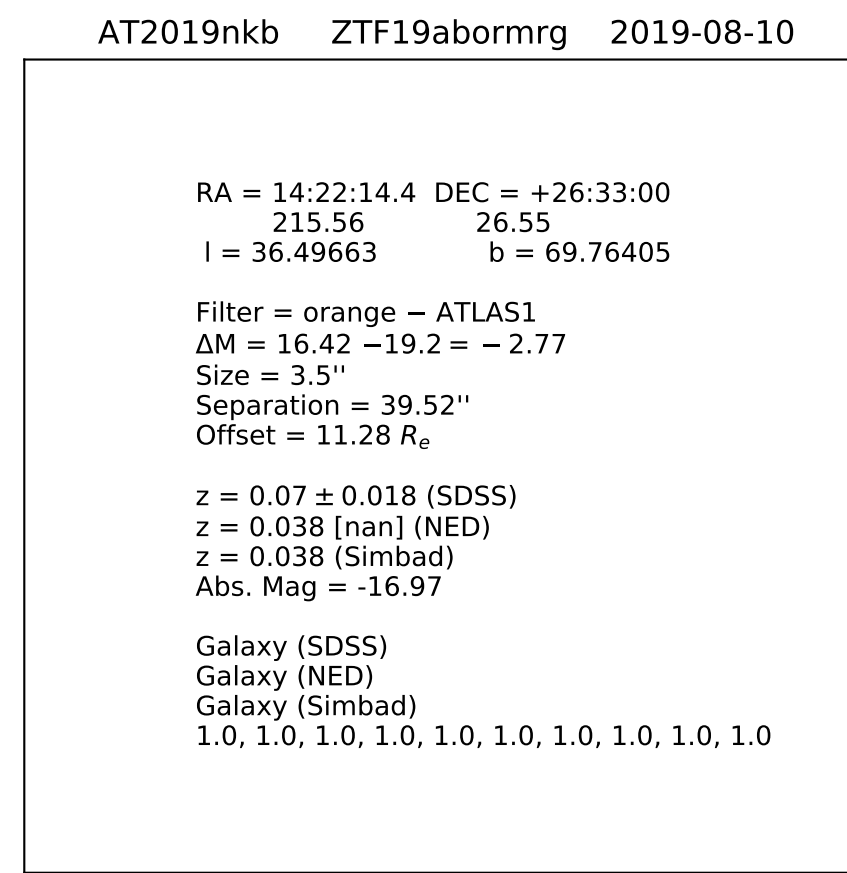 AT2019nkb ZTF19abormrg 2019-08-10
RA = 14:22:14.4 DEC = +26:33:00
215.56 26.55
l = 36.49663 b = 69.76405
Filter = orange − ATLAS1
ΔM = 16.42 −19.2 = − 2.77
Size = 3.5''
Separation = 39.52''
Offset = 11.28 Rₑ
z = 0.07 ± 0.018 (SDSS)
z = 0.038 [nan] (NED)
z = 0.038 (Simbad)
Abs. Mag = -16.97
Galaxy (SDSS)
Galaxy (NED)
Galaxy (Simbad)
1.0, 1.0, 1.0, 1.0, 1.0, 1.0, 1.0, 1.0, 1.0, 1.0